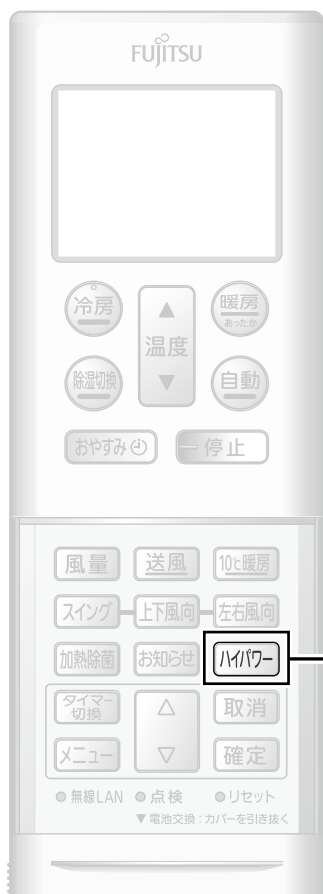 FUJITSU
冷房
暖房
あったか
▲
温度
▼
除湿切換
自動
おやすみ
停止
風量
送風
10℃暖房
スイング
上下風向
左右風向
加熱除菌
お知らせ
ハイパワー
タイマー
切換
△
取消
メニュー
▽
確定
無線LAN
点検
リセット
▼電池交換：カバーを引き抜く